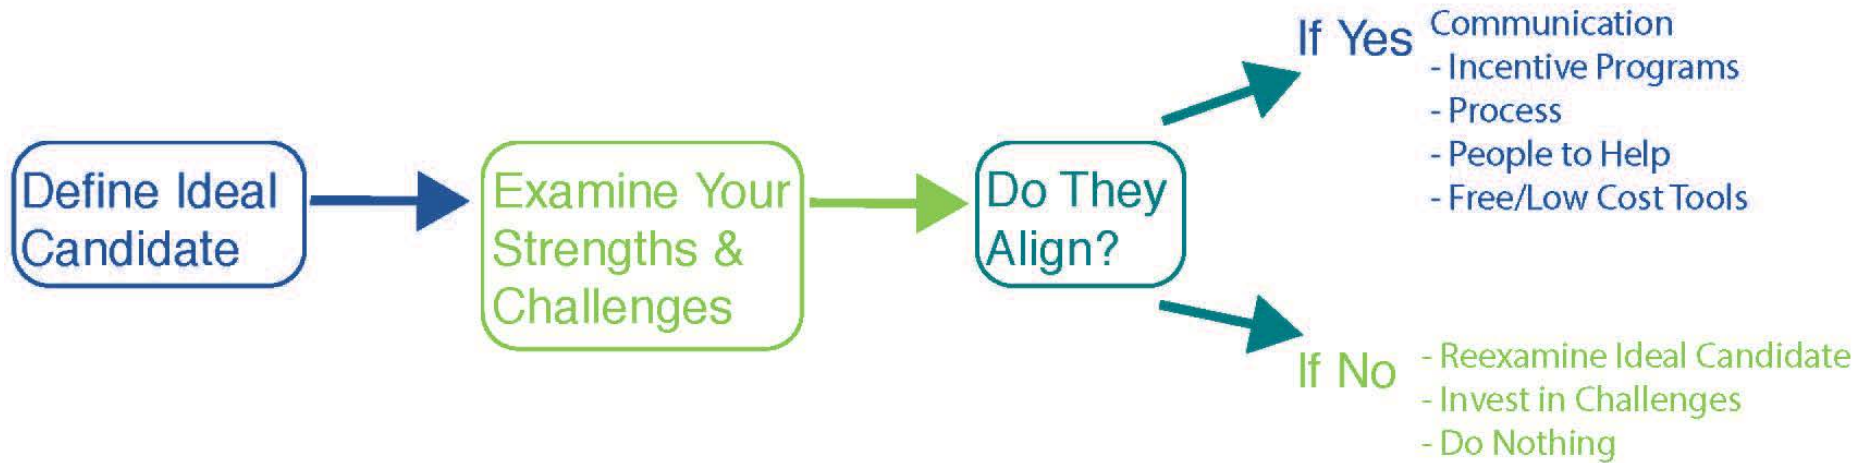 Define Ideal
Candidate
Examine Your
Strengths &
Challenges
Do They
Align?
If Yes
Communication
- Incentive Programs
- Process
- People to Help
- Free/Low Cost Tools
If No
- Reexamine Ideal Candidate
- Invest in Challenges
- Do Nothing